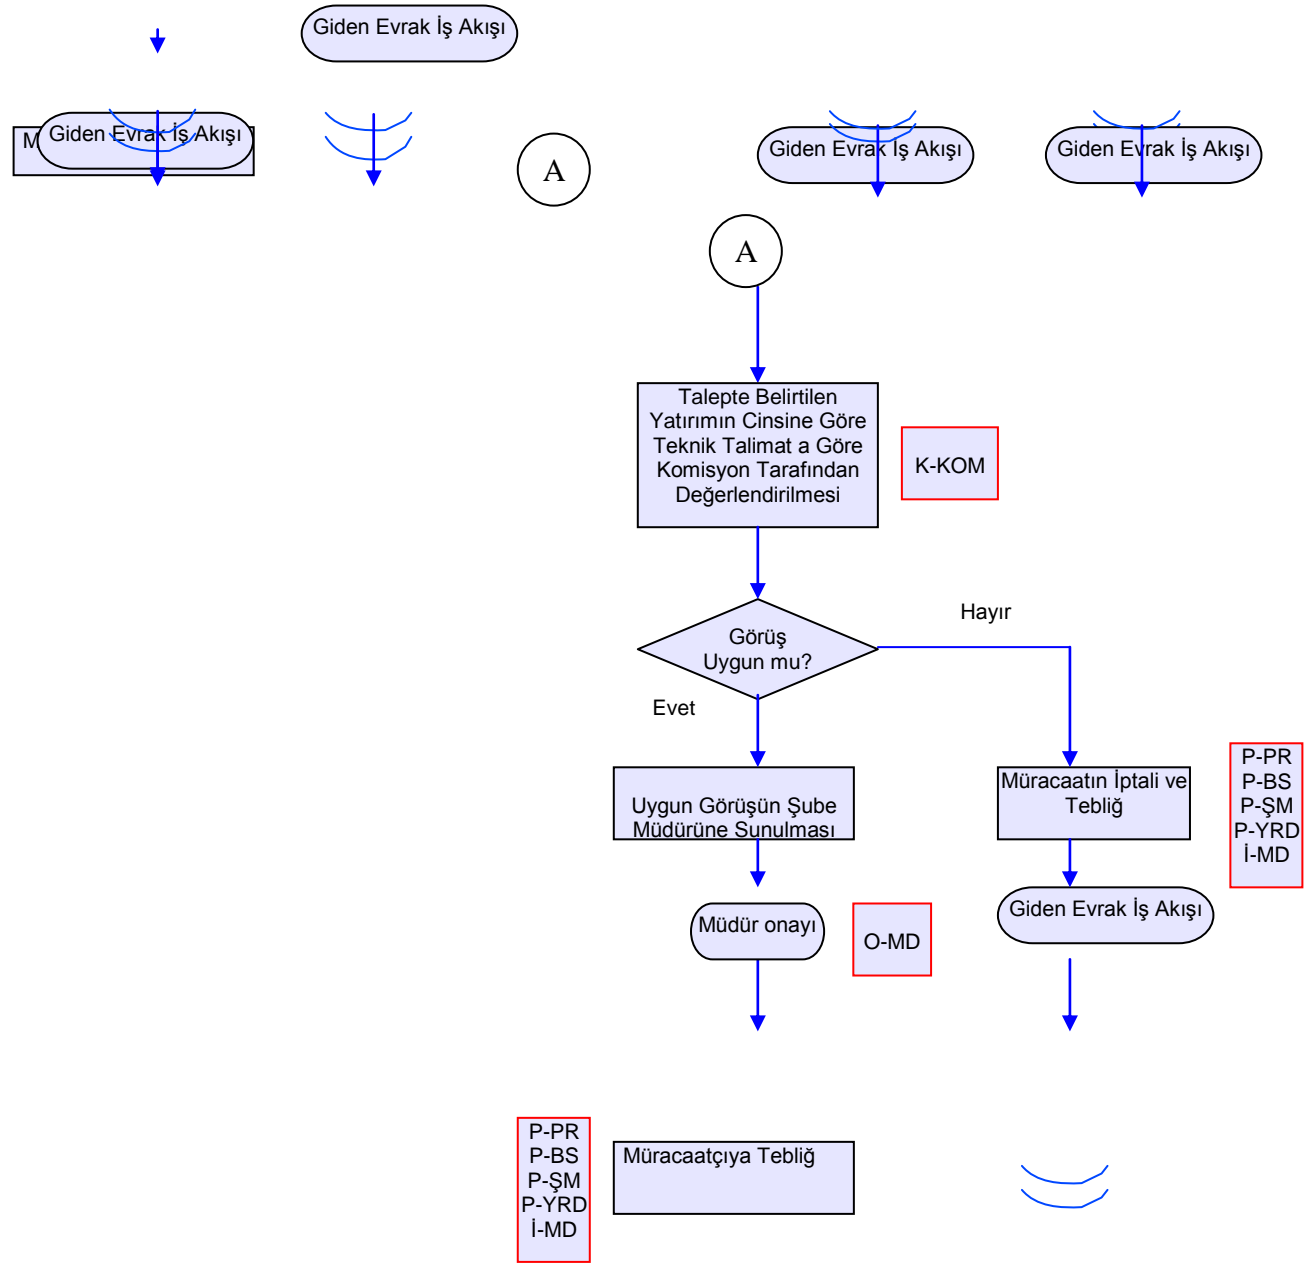 Giden Evrak İş Akışı
M
Giden Evrak İş Akışı
A
Giden Evrak İş Akışı
Giden Evrak İş Akışı
A
Talepte Belirtilen
Yatırımın Cinsine Göre
Teknik Talimat a Göre
Komisyon Tarafından
Değerlendirilmesi
K-KOM
Hayır
Görüş
Uygun mu?
Evet
Uygun Görüşün Şube
Müdürüne Sunulması
Müracaatın İptali ve
Tebliğ
P-PR
P-BS
P-ŞM
P-YRD
İ-MD
Müdür onayı
O-MD
Giden Evrak İş Akışı
P-PR
P-BS
P-ŞM
P-YRD
İ-MD
Müracaatçıya Tebliğ